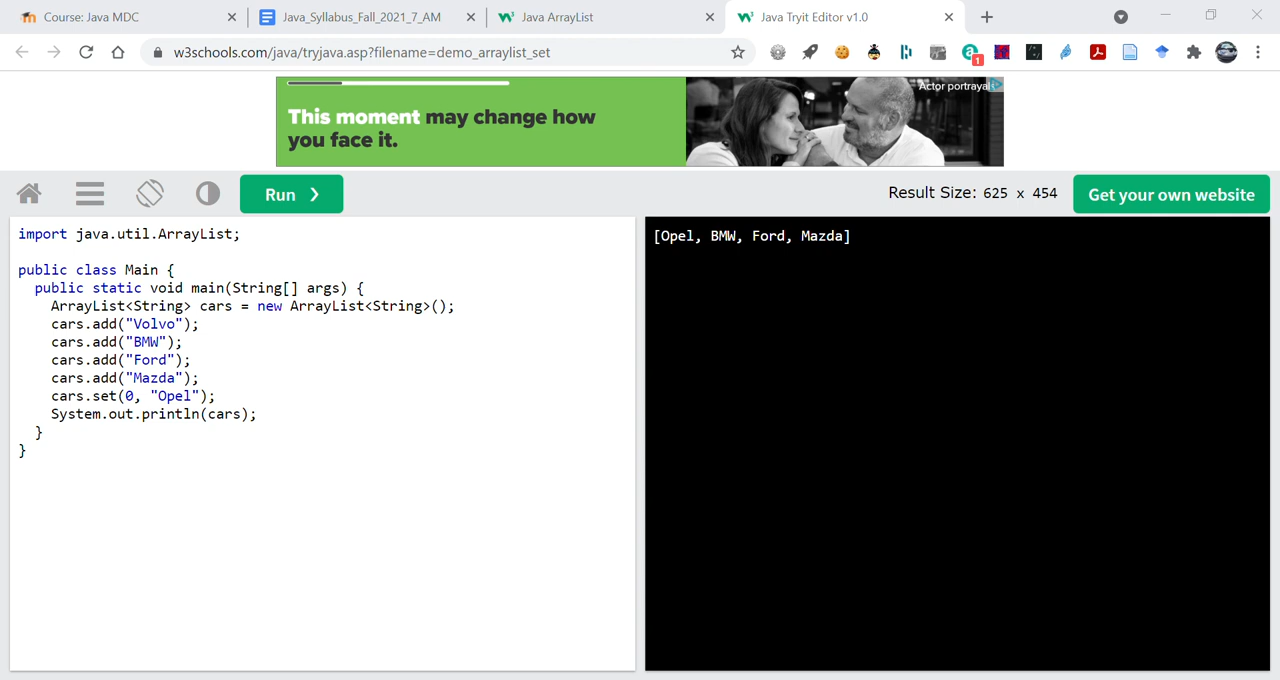 Course: Java MDC
Java_Syllabus_Fall_2021_7_AM
Java ArrayList
Java Tryit Editor v1.0
w3schools.com/java/tryjava.asp?filename=demo_arraylist_set
1
This moment may change how
you face it.
Actor portrayals
Run ❯
Result Size: 625 x 454
Get your own website
import java.util.ArrayList;
public class Main {
  public static void main(String[] args) {
    ArrayList<String> cars = new ArrayList<String>();
    cars.add("Volvo");
    cars.add("BMW");
    cars.add("Ford");
    cars.add("Mazda");
    cars.set(0, "Opel");
    System.out.println(cars);
  }
}
[Opel, BMW, Ford, Mazda]